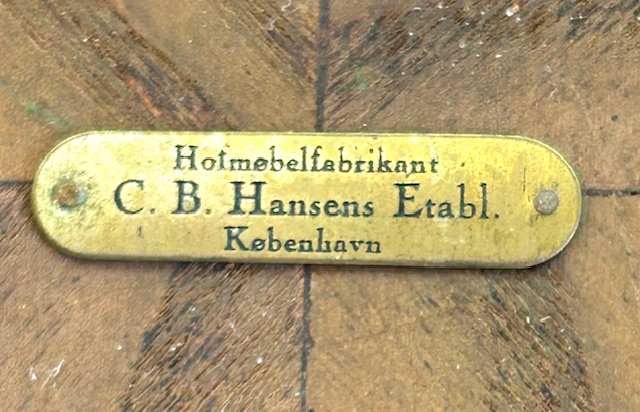 Hofmøbelfabrikant
C. B. Hansens Etabl.
København